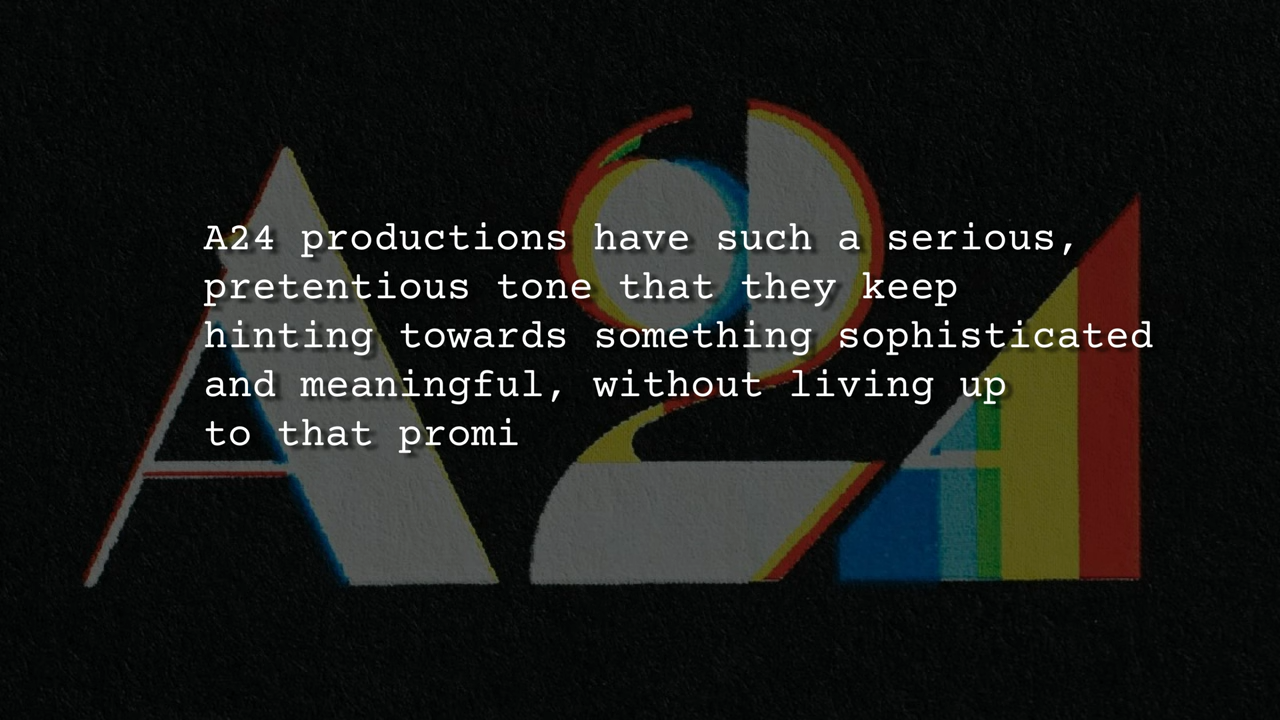 A24
A24 productions have such a serious,
pretentious tone that they keep
hinting towards something sophisticated
and meaningful, without living up
to that promi